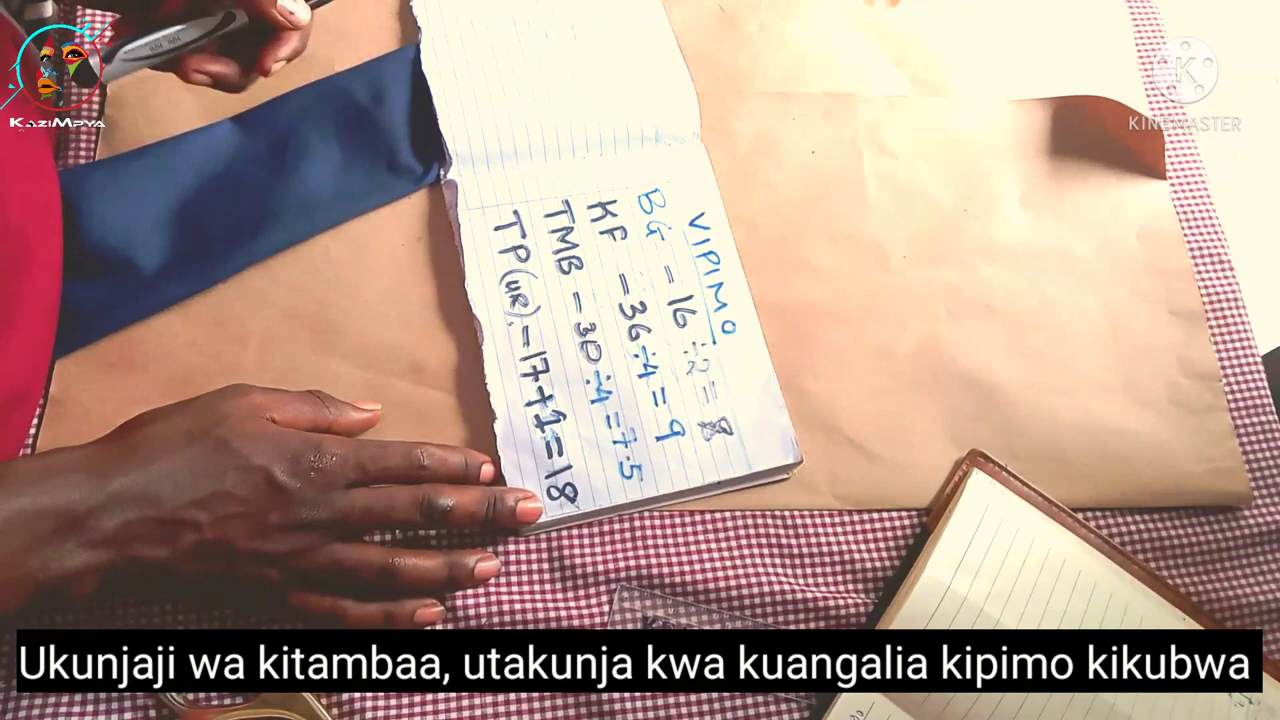 KAZIMPYA
K
KINEMASTER
VIPIMO
BG = 16 ÷ 2 = 8
KF = 36 ÷ 4 = 9
TMB = 30 ÷ 4 = 7.5
TP(UR). = 17 + 1 = 18
Ukunjaji wa kitambaa, utakunja kwa kuangalia kipimo kikubwa